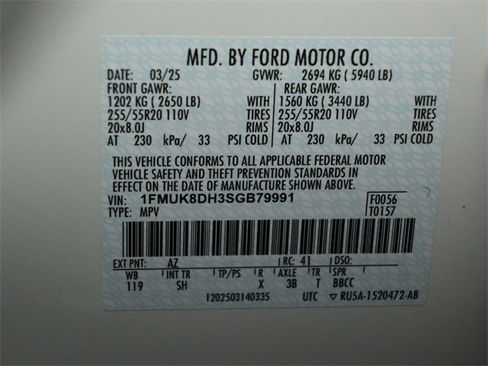 MFD. BY FORD MOTOR CO.
DATE: 03/25 GVWR: 2694 KG ( 5940 LB)
FRONT GAWR: REAR GAWR:
1202 KG ( 2650 LB) WITH 1560 KG ( 3440 LB) WITH
255/55R20 110V TIRES 255/55R20 110V TIRES
20x8.0J RIMS 20x8.0J RIMS
AT 230 kPa/ 33 PSI COLD AT 230 kPa/ 33 PSI COLD
THIS VEHICLE CONFORMS TO ALL APPLICABLE FEDERAL MOTOR
VEHICLE SAFETY AND THEFT PREVENTION STANDARDS IN
EFFECT ON THE DATE OF MANUFACTURE SHOWN ABOVE.
VIN: 1FMUK8DH3SGB79991 F0056
TYPE: MPV T0157
EXT PNT: AZ RC: 41 DSO:
WB INT TR TP/PS R AXLE TR SPR
119 SH X 3B T BBCC
1202503140335 UTC ▽ RU5A-1520472-AB